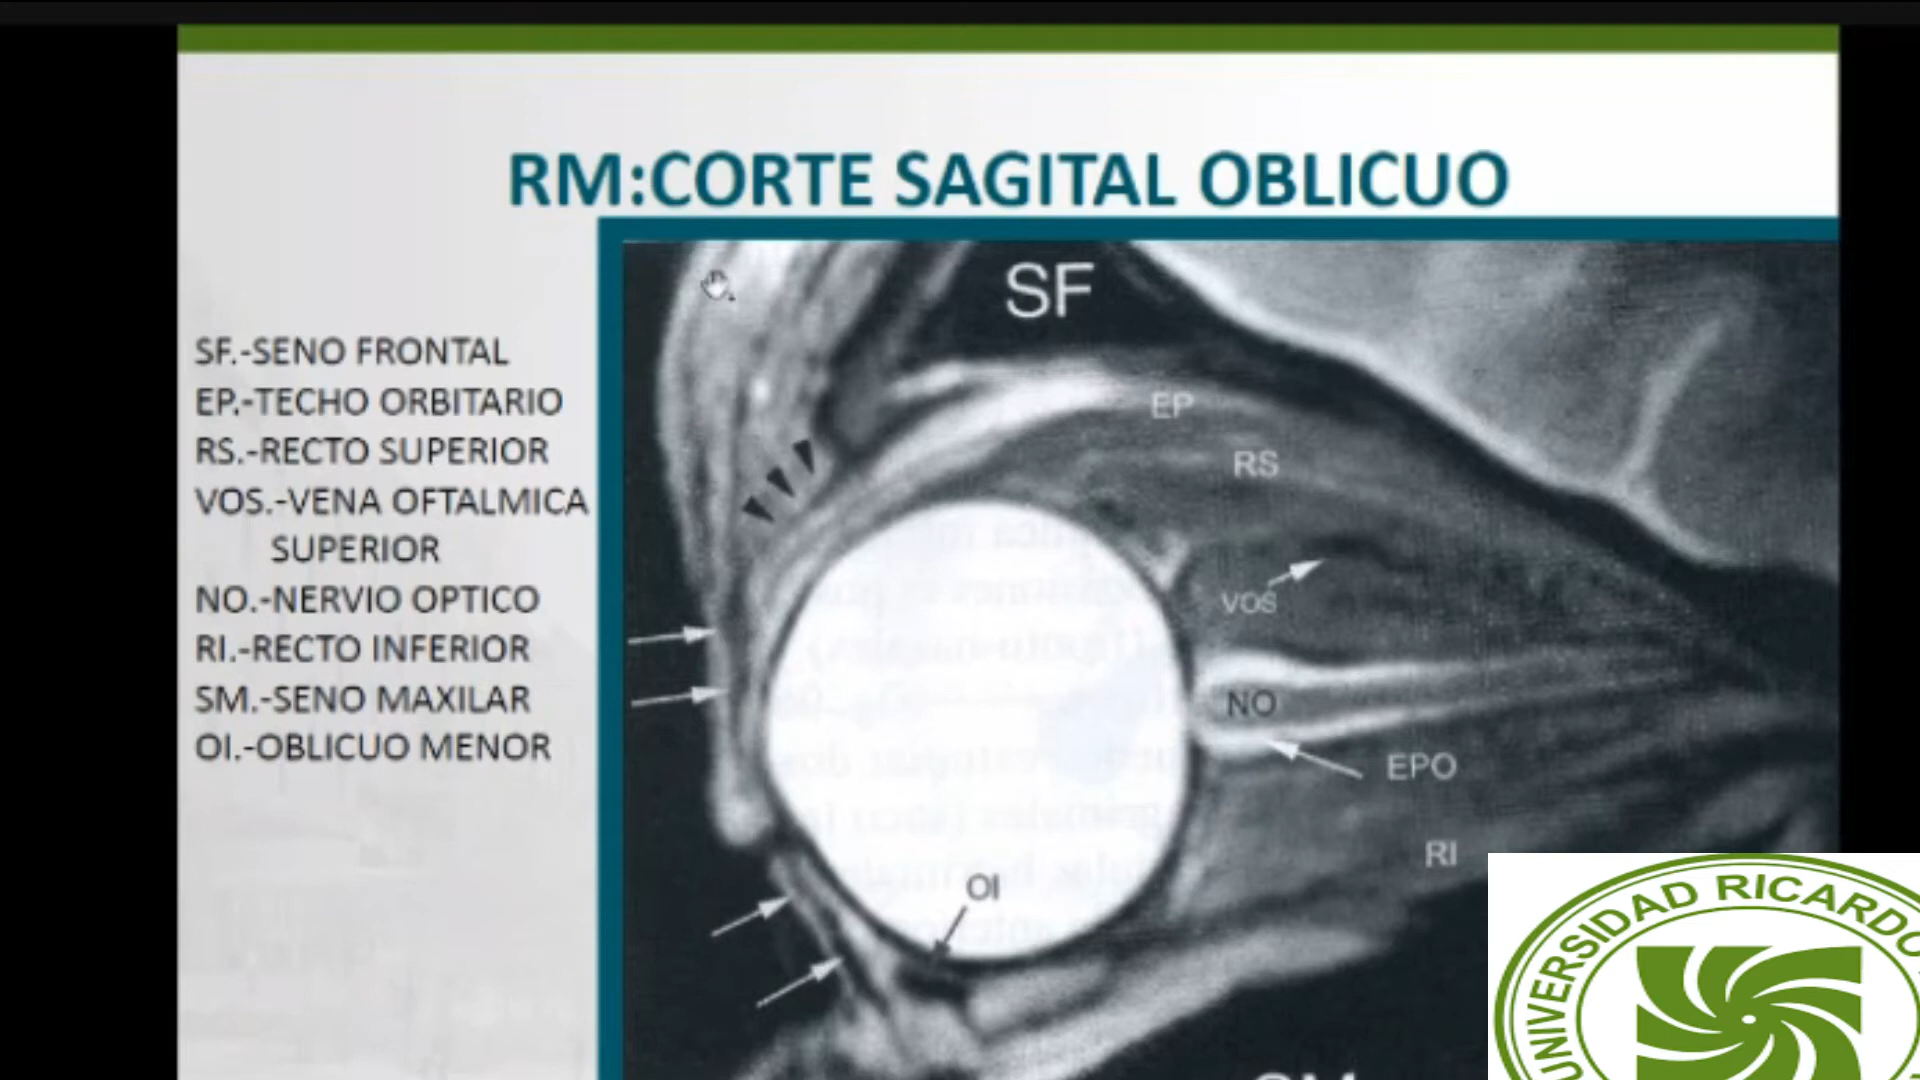 RM:CORTE SAGITAL OBLICUO
SF.-SENO FRONTAL
EP.-TECHO ORBITARIO
RS.-RECTO SUPERIOR
VOS.-VENA OFTALMICA
SUPERIOR
NO.-NERVIO OPTICO
RI.-RECTO INFERIOR
SM.-SENO MAXILAR
OI.-OBLICUO MENOR
SF
EP
RS
VOS
NO
EPO
RI
OI
UNIVERSIDAD RICARDO